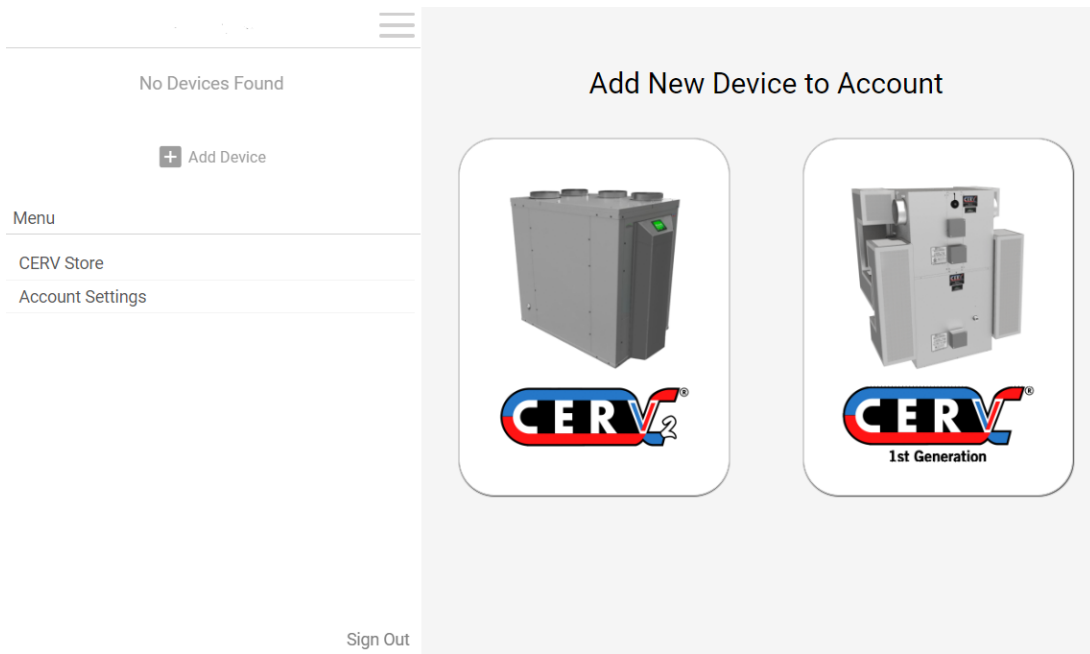 No Devices Found
Add Device
Menu
CERV Store
Account Settings
Sign Out
Add New Device to Account
CERV2®
CERV®
1st Generation